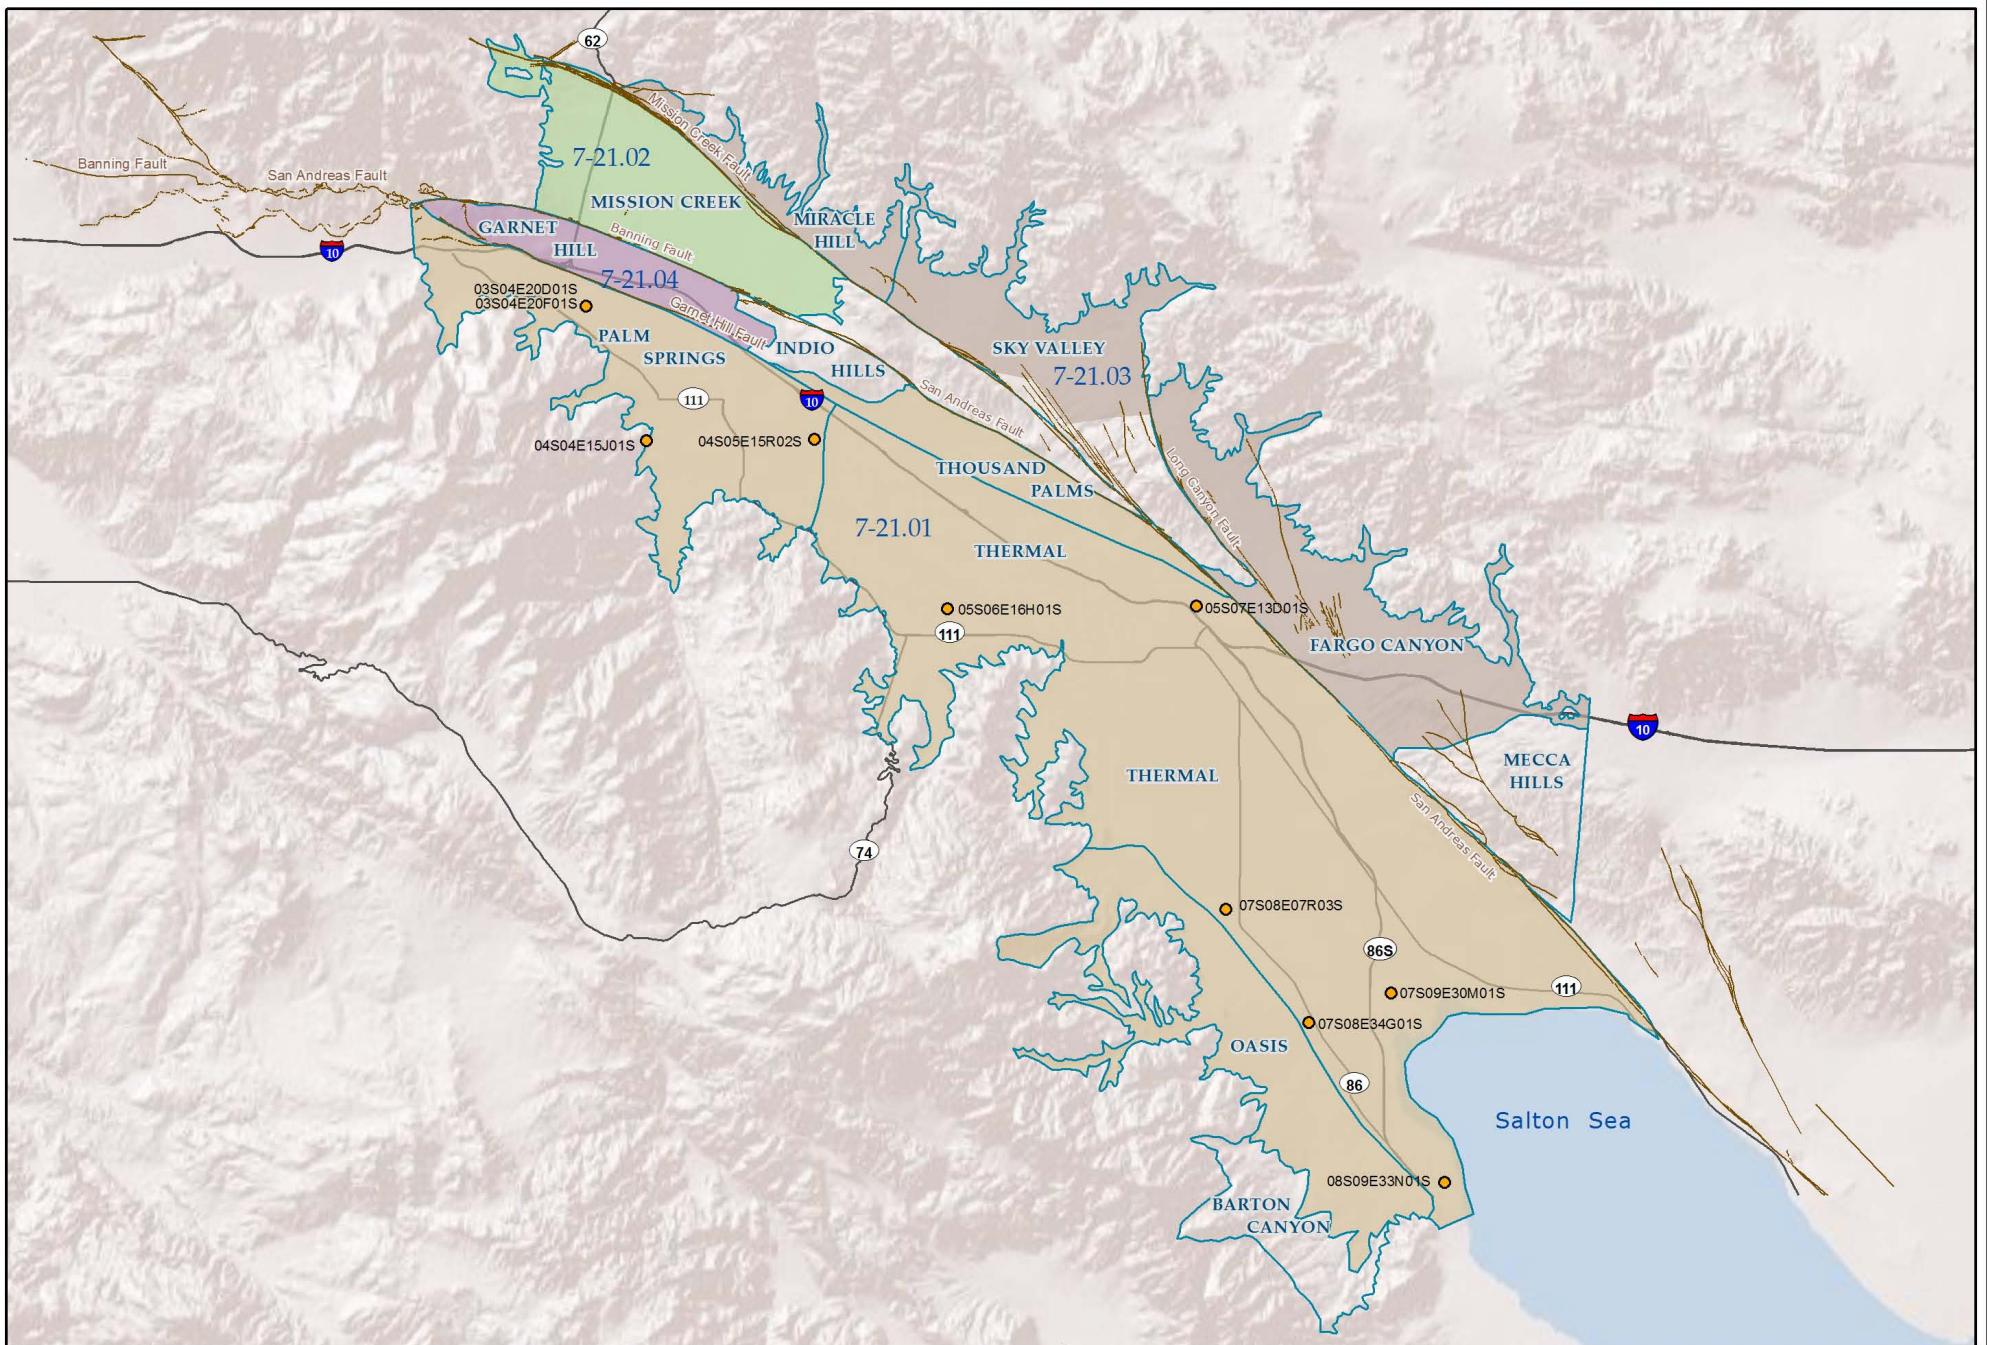 62
Mission Creek Fault
Banning Fault
San Andreas Fault
7-21.02
MISSION CREEK
MIRACLE
HILL
GARNET
HILL
Banning Fault
10
7-21.04
03S04E20D01S
03S04E20F01S
Garnet Hill Fault
PALM
SPRINGS
INDIO
HILLS
SKY VALLEY
7-21.03
San Andreas Fault
111
10
04S04E15J01S
04S05E15R02S
THOUSAND
PALMS
Long Canyon Fault
7-21.01
THERMAL
05S06E16H01S
05S07E13D01S
111
FARGO CANYON
10
MECCA
HILLS
THERMAL
San Andreas Fault
74
07S08E07R03S
86S
07S09E30M01S
111
07S08E34G01S
OASIS
86
Salton Sea
08S09E33N01S
BARTON
CANYON